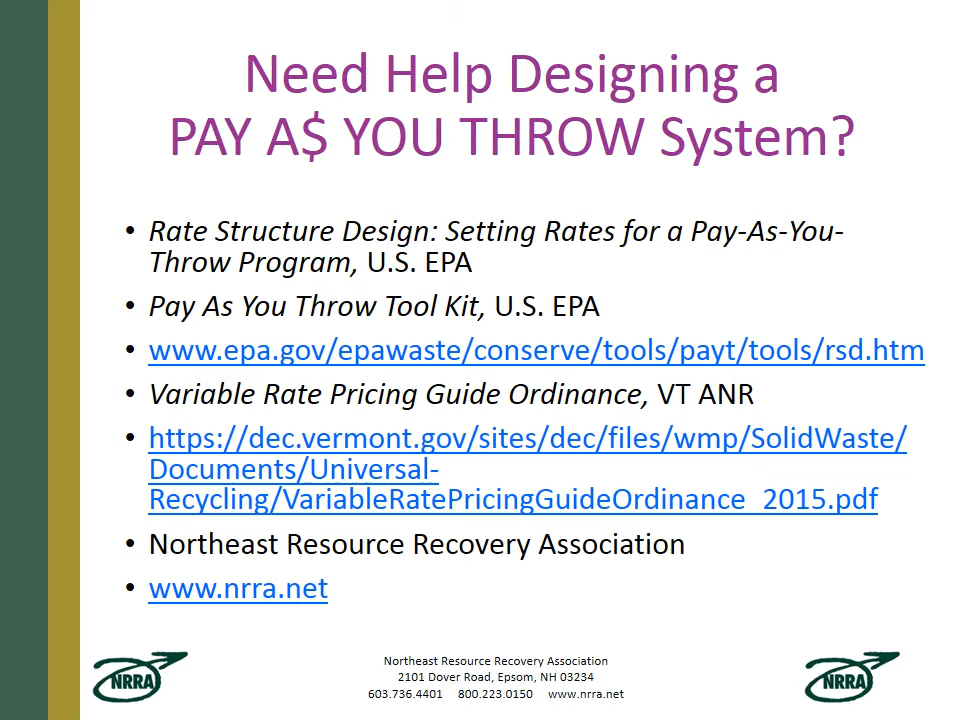 Need Help Designing a
PAY A$ YOU THROW System?
• Rate Structure Design: Setting Rates for a Pay-As-You-
Throw Program, U.S. EPA
• Pay As You Throw Tool Kit, U.S. EPA
• www.epa.gov/epawaste/conserve/tools/payt/tools/rsd.htm
• Variable Rate Pricing Guide Ordinance, VT ANR
• https://dec.vermont.gov/sites/dec/files/wmp/SolidWaste/
Documents/Universal-
Recycling/VariableRatePricingGuideOrdinance_2015.pdf
• Northeast Resource Recovery Association
• www.nrra.net
NRRA
Northeast Resource Recovery Association
2101 Dover Road, Epsom, NH 03234
603.736.4401 800.223.0150 www.nrra.net
NRRA